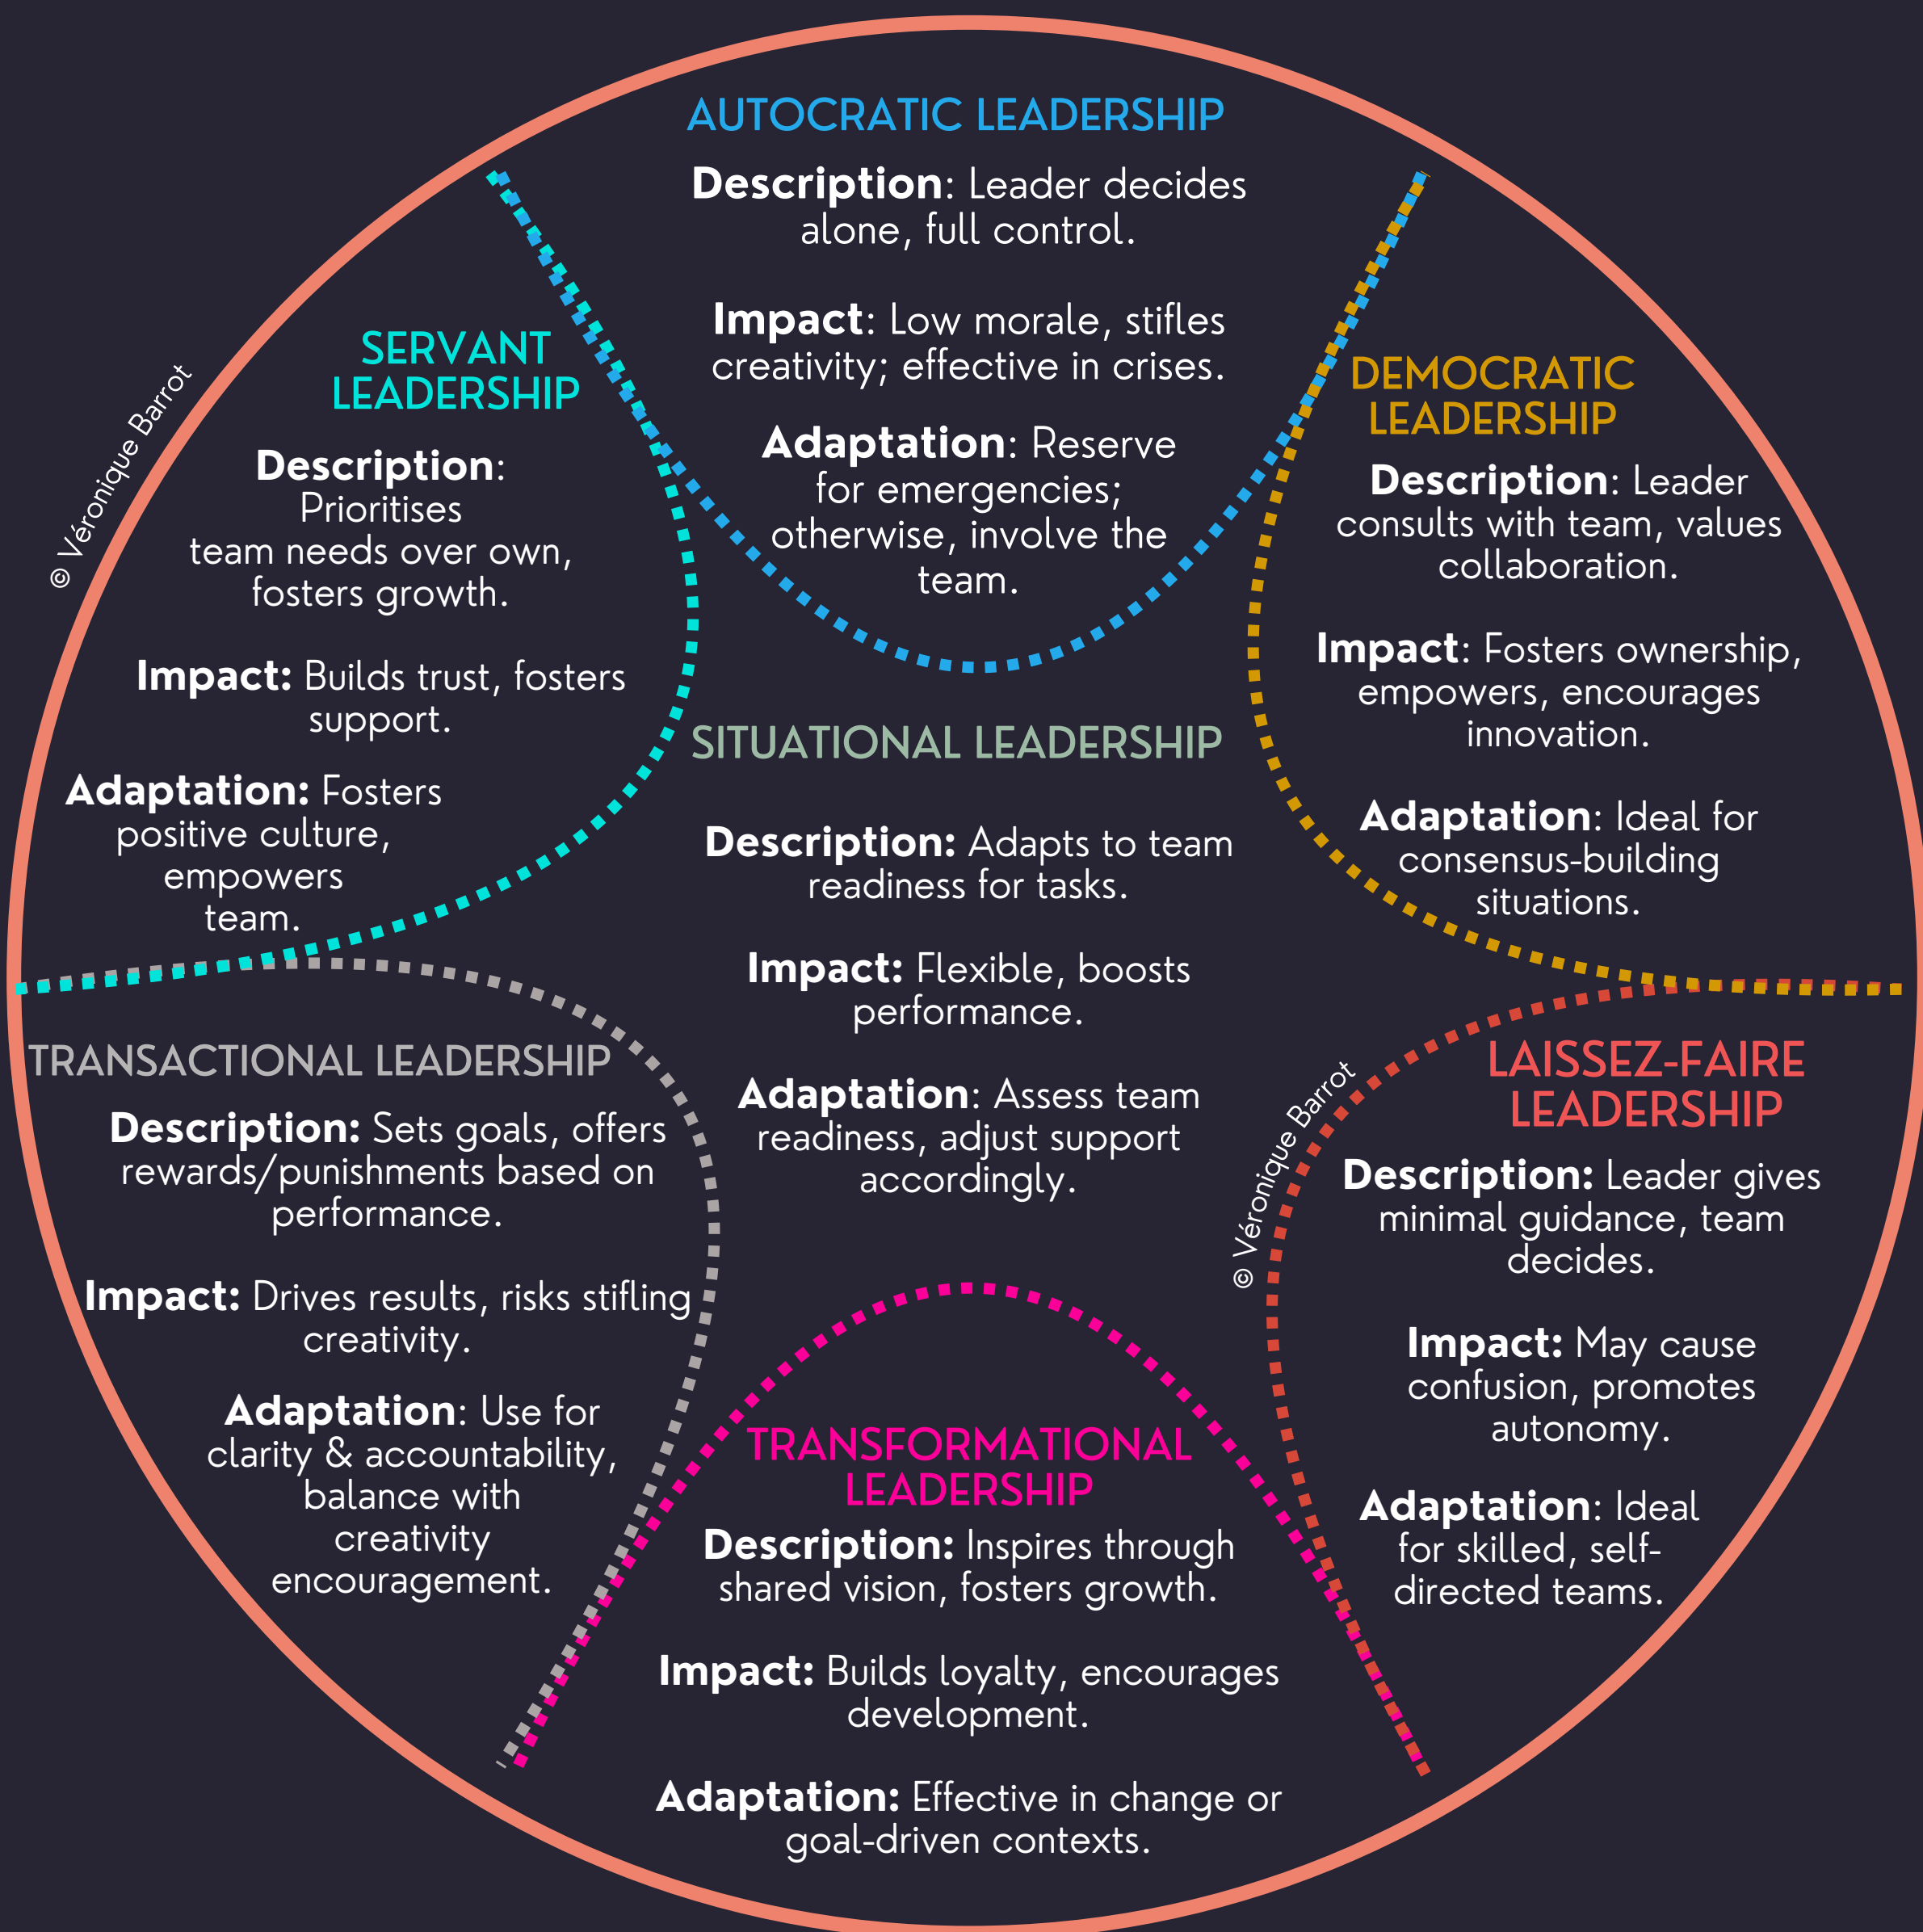 AUTOCRATIC LEADERSHIP
Description: Leader decides
alone, full control.
Impact: Low morale, stifles
creativity; effective in crises.
Adaptation: Reserve
for emergencies;
otherwise, involve the
team.
SERVANT
LEADERSHIP
Description:
Prioritises
team needs over own,
fosters growth.
Impact: Builds trust, fosters
support.
Adaptation: Fosters
positive culture,
empowers
team.
© Véronique Barrot
DEMOCRATIC
LEADERSHIP
Description: Leader
consults with team, values
collaboration.
Impact: Fosters ownership,
empowers, encourages
innovation.
Adaptation: Ideal for
consensus-building
situations.
SITUATIONAL LEADERSHIP
Description: Adapts to team
readiness for tasks.
Impact: Flexible, boosts
performance.
Adaptation: Assess team
readiness, adjust support
accordingly.
TRANSACTIONAL LEADERSHIP
Description: Sets goals, offers
rewards/punishments based on
performance.
Impact: Drives results, risks stifling
creativity.
Adaptation: Use for
clarity & accountability,
balance with
creativity
encouragement.
© Véronique Barrot
LAISSEZ-FAIRE
LEADERSHIP
Description: Leader gives
minimal guidance, team
decides.
Impact: May cause
confusion, promotes
autonomy.
Adaptation: Ideal
for skilled, self-
directed teams.
TRANSFORMATIONAL
LEADERSHIP
Description: Inspires through
shared vision, fosters growth.
Impact: Builds loyalty, encourages
development.
Adaptation: Effective in change or
goal-driven contexts.